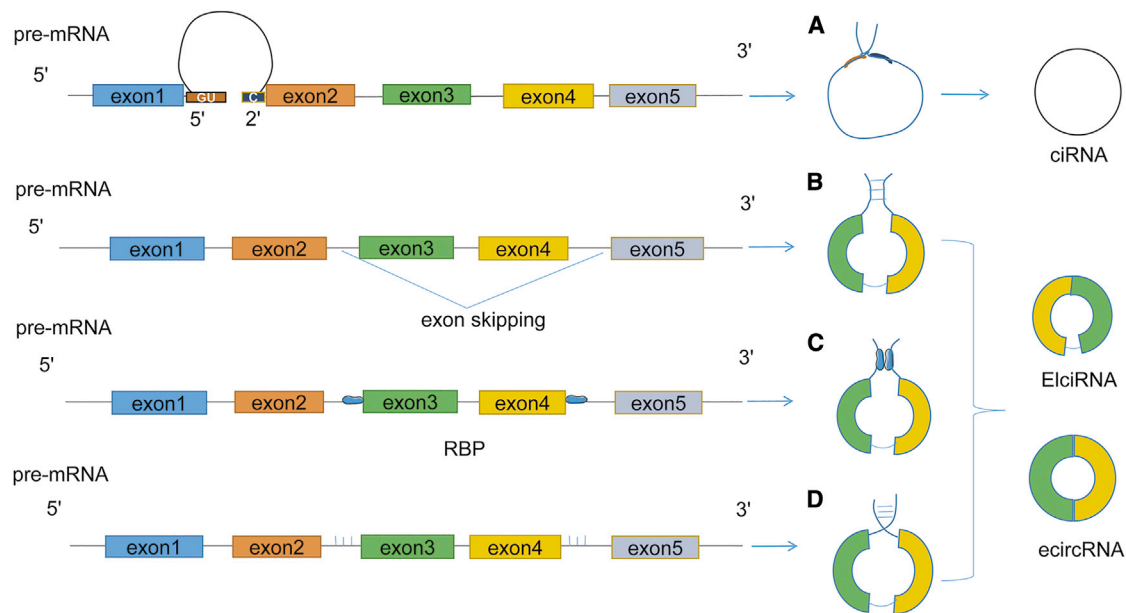 pre-mRNA
5'
3'
exon1
GU
C
exon2
exon3
exon4
exon5
5'
2'
A
ciRNA
pre-mRNA
5'
3'
exon1
exon2
exon3
exon4
exon5
exon skipping
B
pre-mRNA
5'
3'
exon1
exon2
exon3
exon4
exon5
RBP
C
EIciRNA
pre-mRNA
5'
3'
exon1
exon2
exon3
exon4
exon5
D
ecircRNA